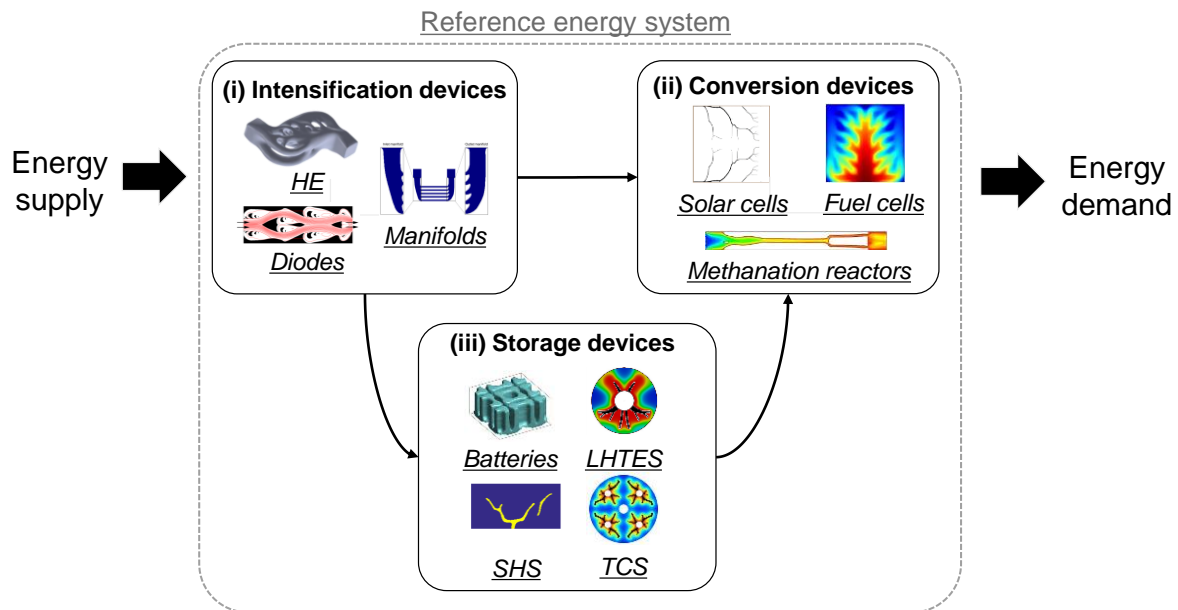 Reference energy system
Energy
supply
(i) Intensification devices
HE
Manifolds
Diodes
(ii) Conversion devices
Solar cells
Fuel cells
Methanation reactors
Energy
demand
(iii) Storage devices
Batteries
LHTES
SHS
TCS